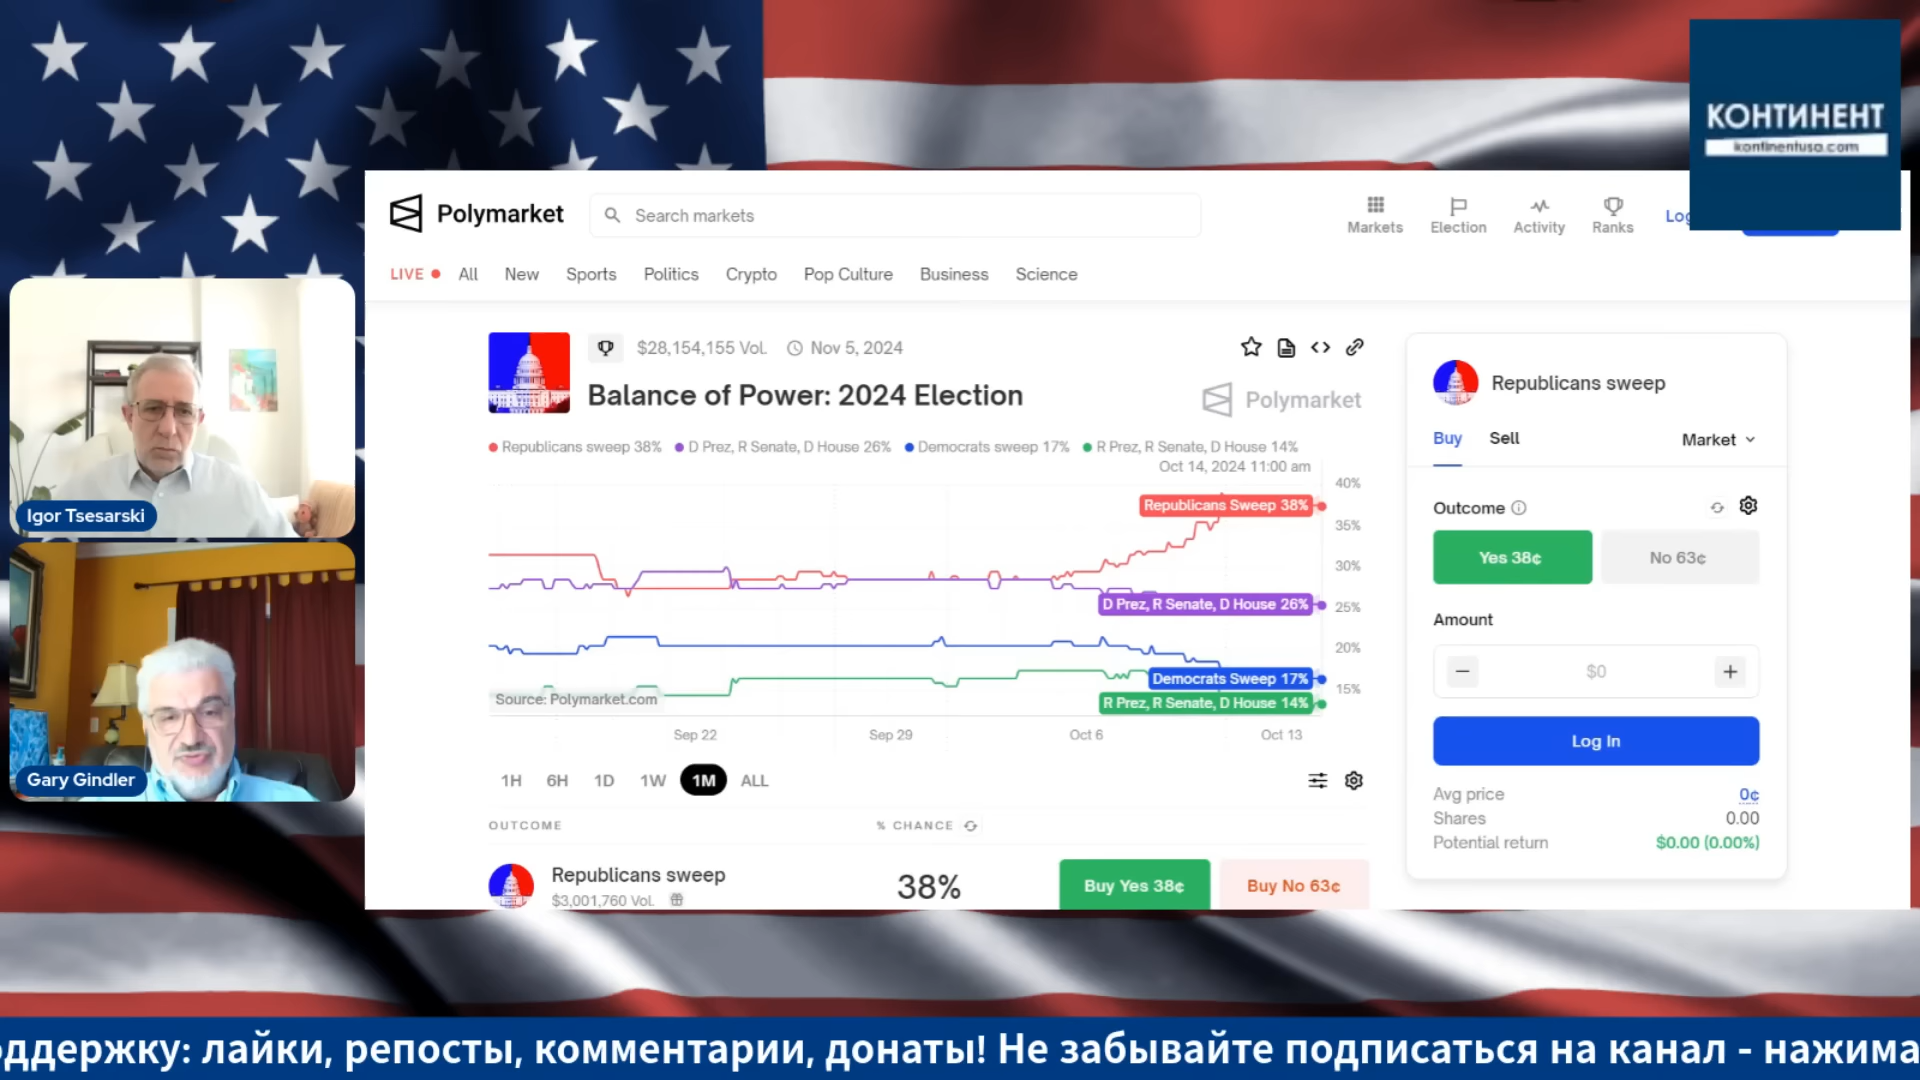 КОНТИНЕНТ
kontinentusa.com
Polymarket
Search markets
Markets
Election
Activity
Ranks
LIVE
All
New
Sports
Politics
Crypto
Pop Culture
Business
Science
$28,154,155 Vol.
Nov 5, 2024
Balance of Power: 2024 Election
Polymarket
Republicans sweep 38%
D Prez, R Senate, D House 26%
Democrats sweep 17%
R Prez, R Senate, D House 14%
Oct 14, 2024 11:00 am
40%
Republicans Sweep 38%
35%
30%
D Prez, R Senate, D House 26%
25%
20%
Democrats Sweep 17%
15%
R Prez, R Senate, D House 14%
Source: Polymarket.com
Sep 22
Sep 29
Oct 6
Oct 13
1H
6H
1D
1W
1M
ALL
OUTCOME
% CHANCE
Republicans sweep
$3,001,760 Vol.
38%
Buy Yes 38¢
Buy No 63¢
Republicans sweep
Buy
Sell
Market
Outcome
Yes 38¢
No 63¢
Amount
−
$0
+
Log In
Avg price
0¢
Shares
0.00
Potential return
$0.00 (0.00%)
Igor Tsesarski
Gary Gindler
оддержку: лайки, репосты, комментарии, донаты! Не забывайте подписаться на канал - нажима